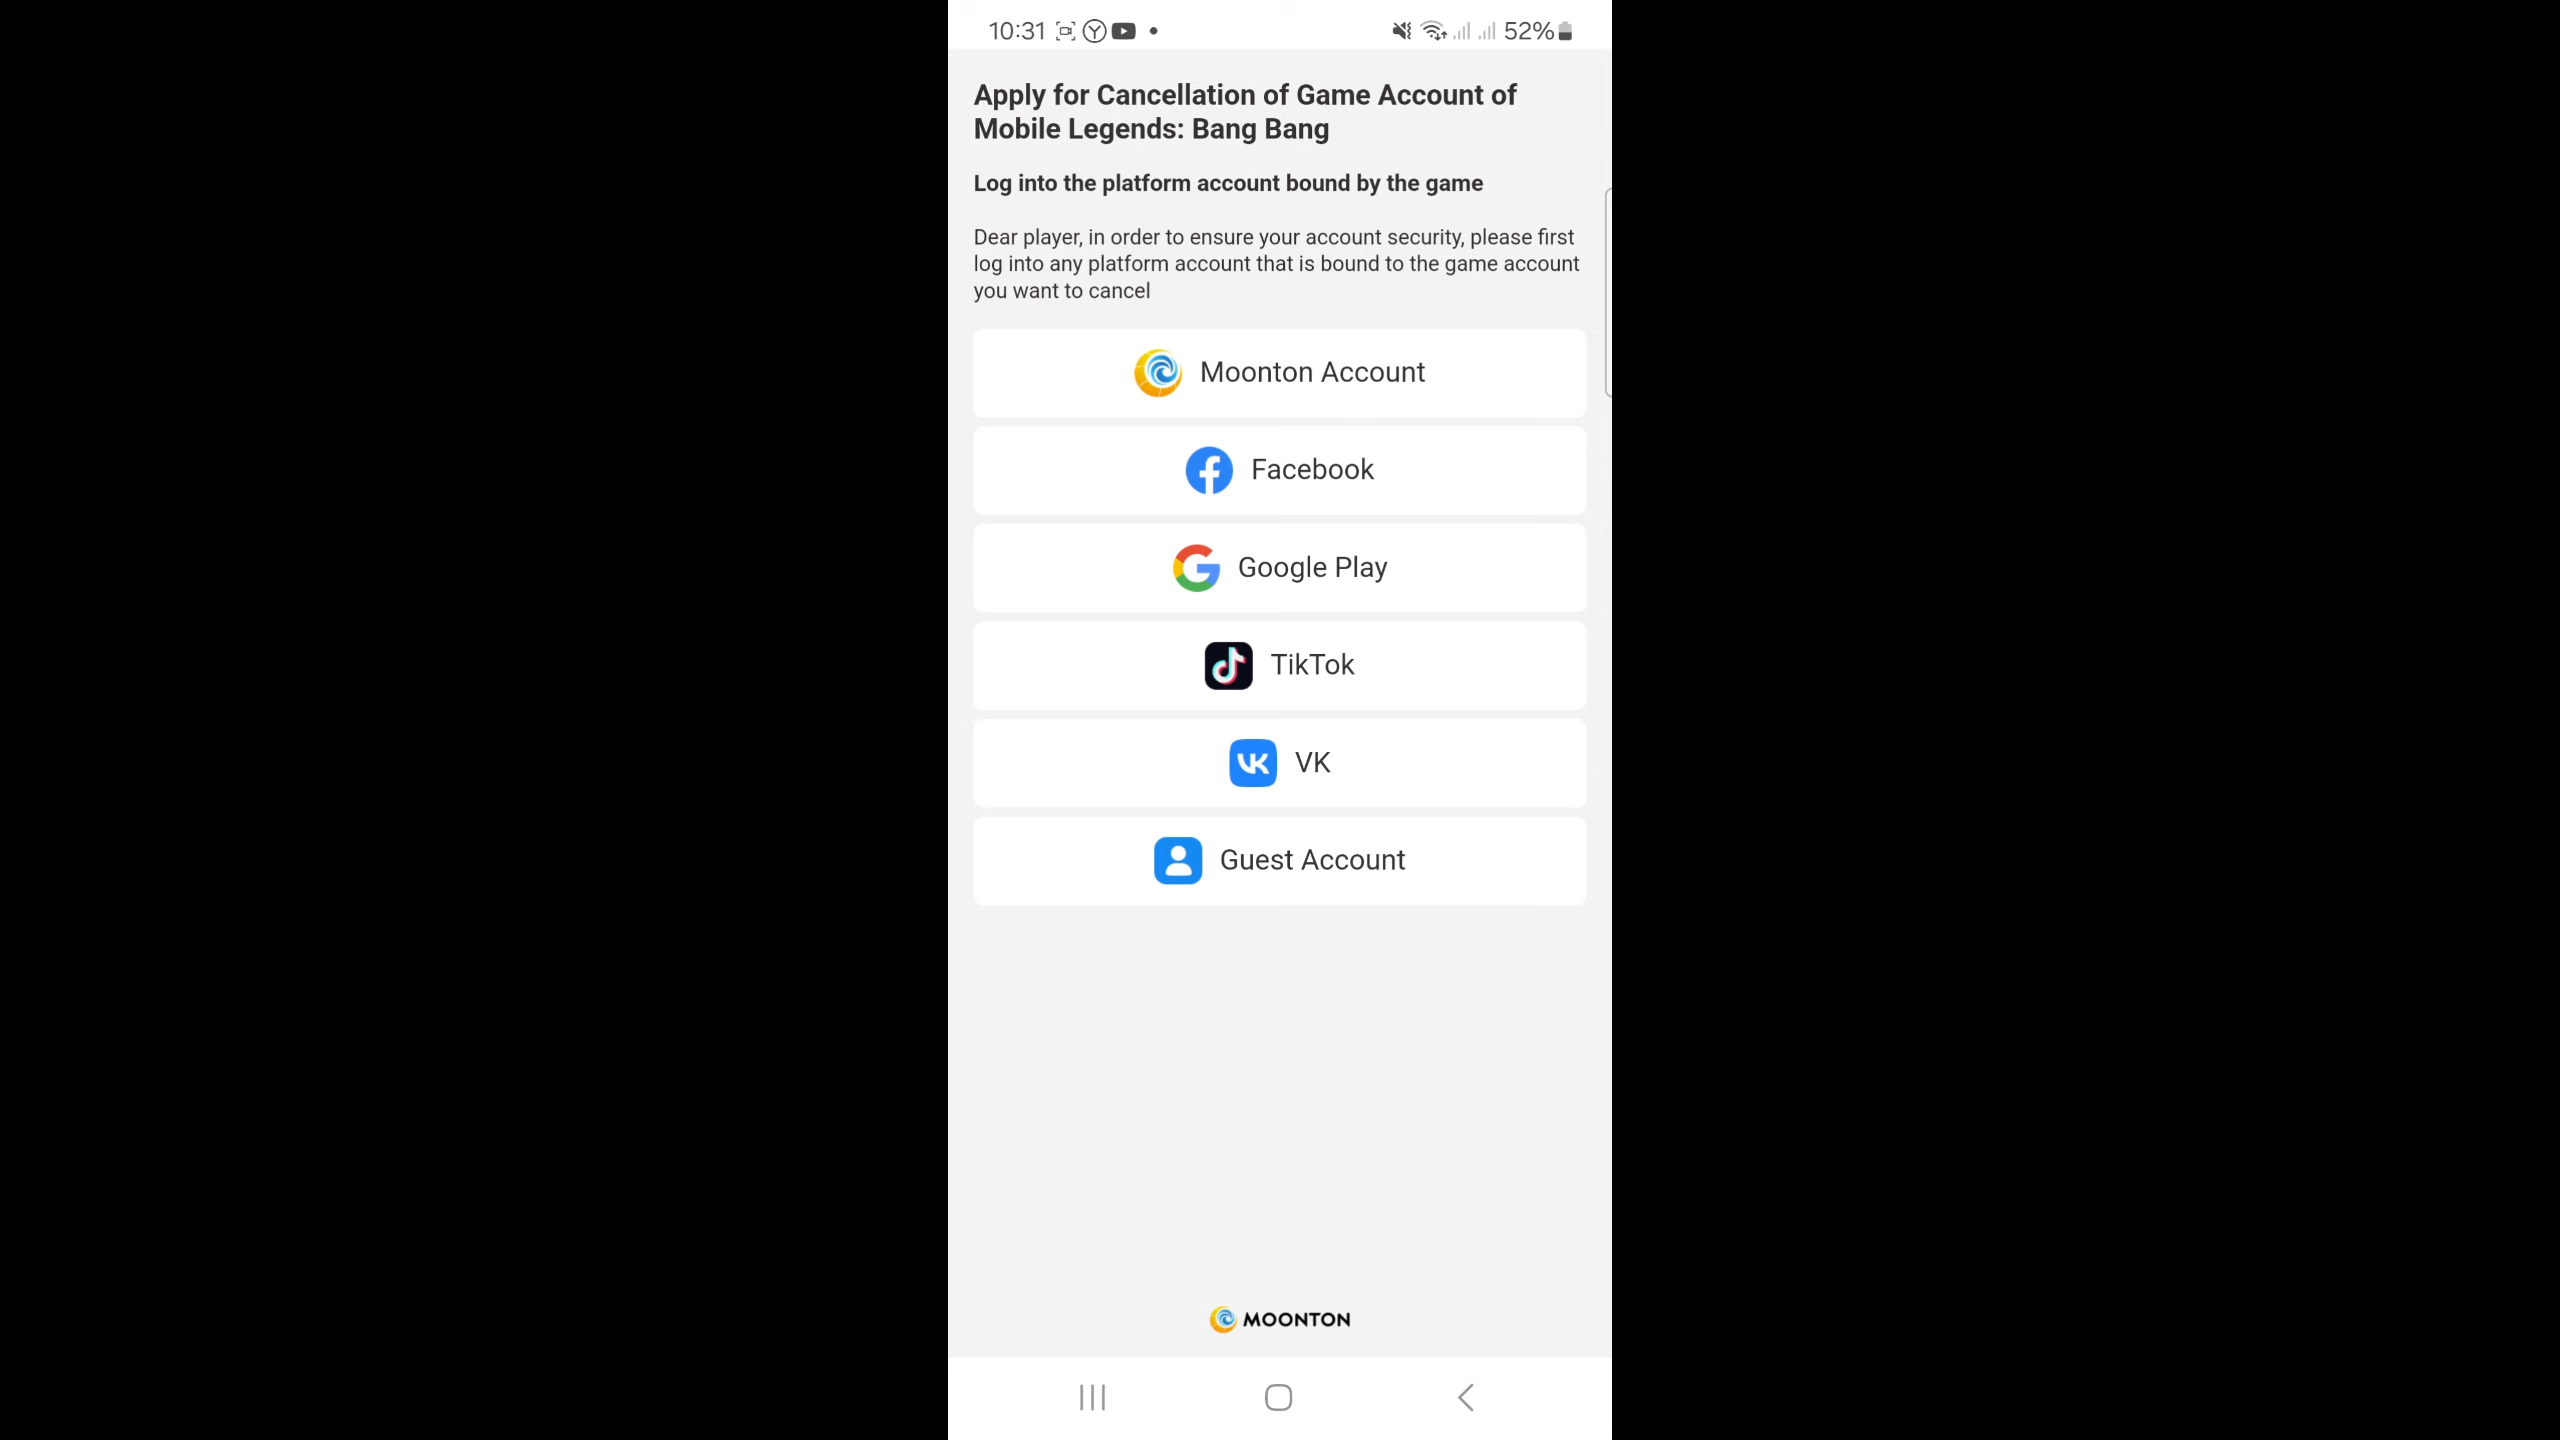 10:31
52%
Apply for Cancellation of Game Account of
Mobile Legends: Bang Bang
Log into the platform account bound by the game
Dear player, in order to ensure your account security, please first
log into any platform account that is bound to the game account
you want to cancel
Moonton Account
Facebook
Google Play
TikTok
VK
Guest Account
MOONTON